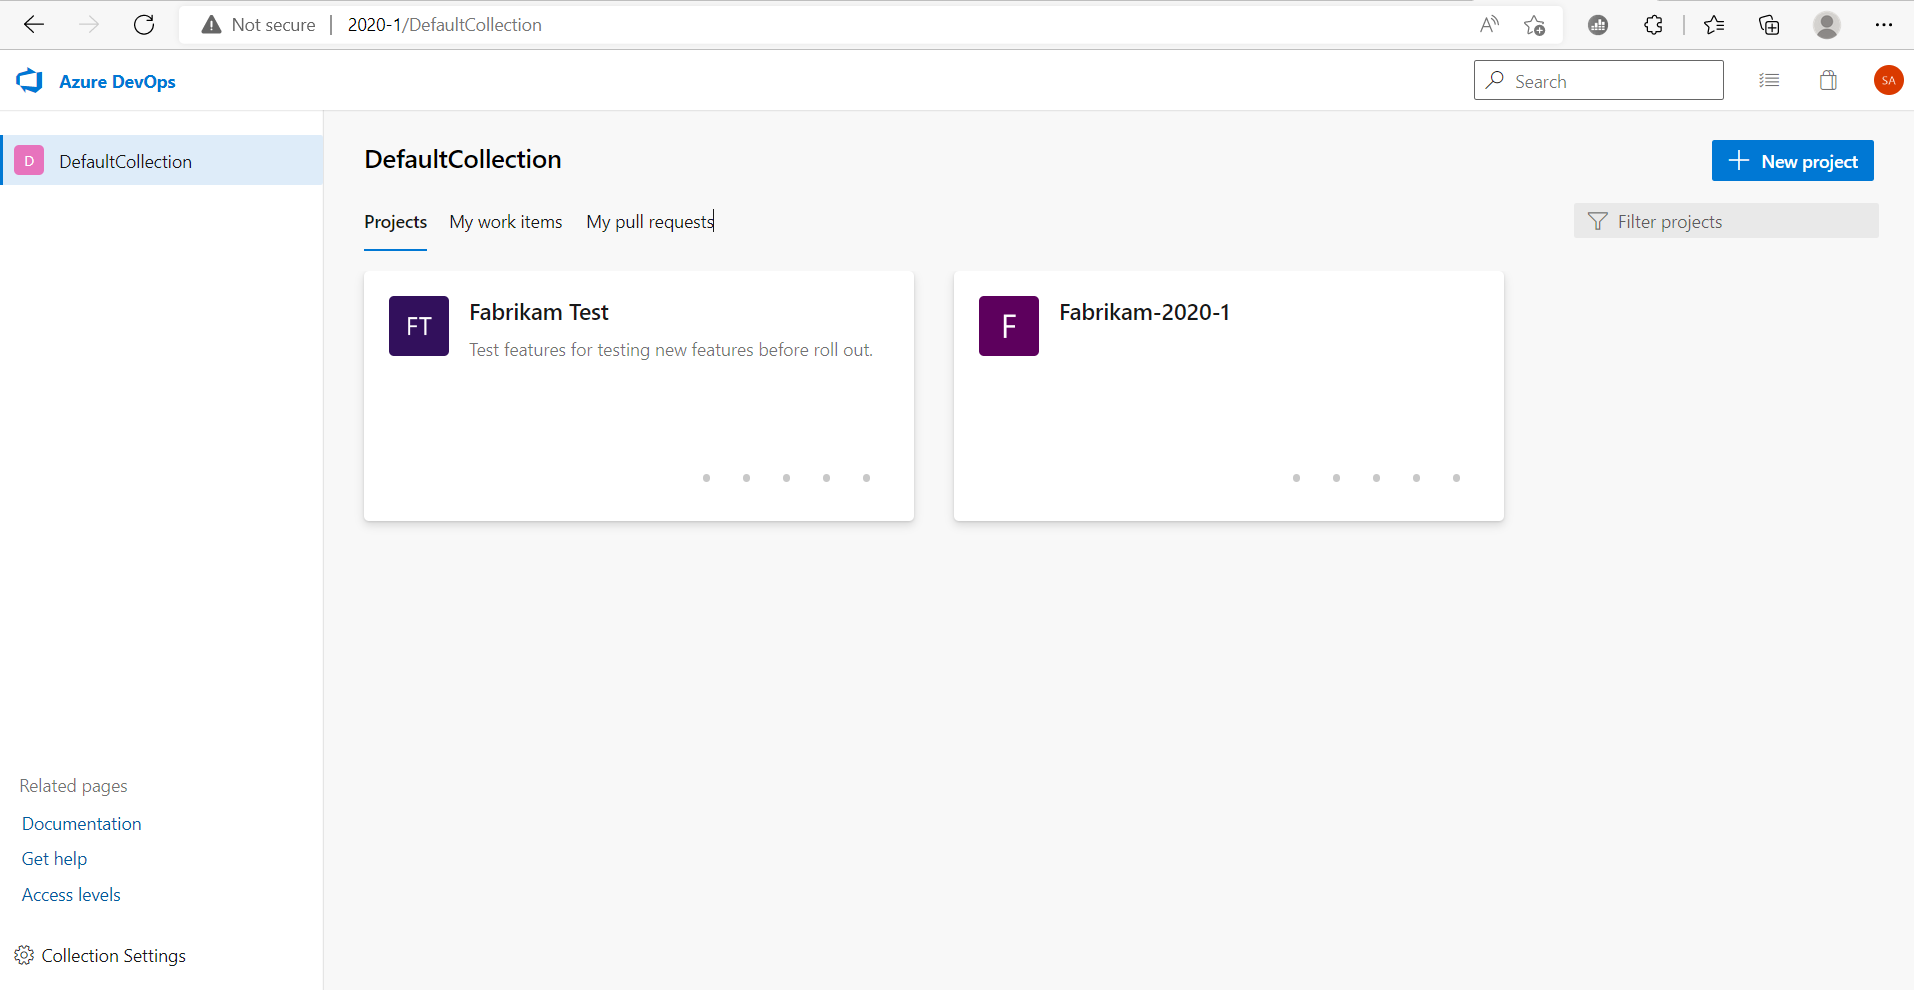 Not secure
2020-1/DefaultCollection
A
Azure DevOps
Search
SA
D
DefaultCollection
DefaultCollection
New project
Projects
My work items
My pull requests
Filter projects
FT
Fabrikam Test
Test features for testing new features before roll out.
F
Fabrikam-2020-1
Related pages
Documentation
Get help
Access levels
Collection Settings